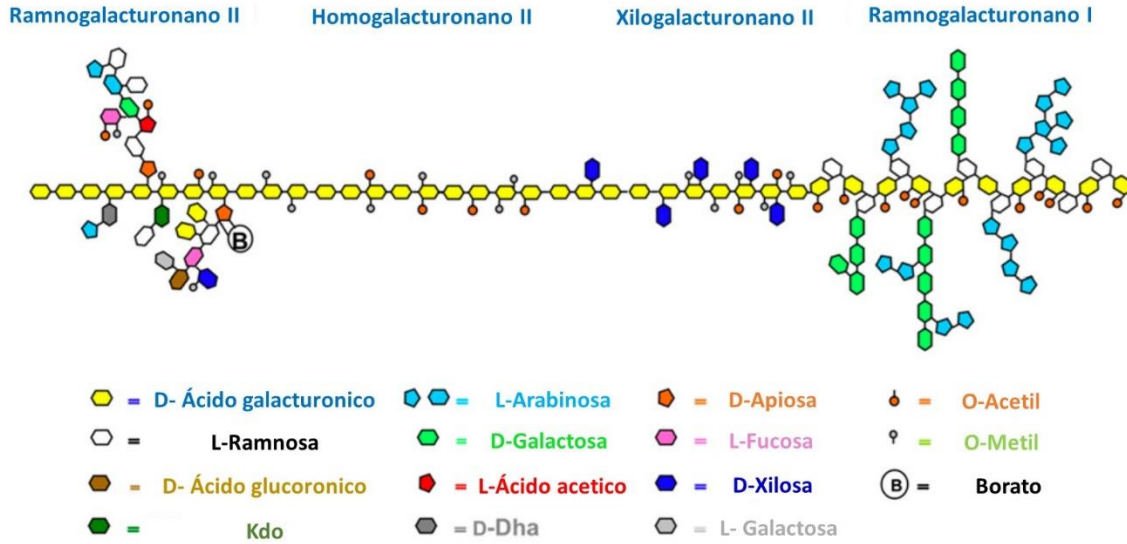 Ramnogalacturonano II Homogalacturonano II Xilogalacturonano II Ramnogalacturonano I
B
= D- Ácido galacturonico = L-Arabinosa = D-Apiosa = O-Acetil
= L-Ramnosa = D-Galactosa = L-Fucosa = O-Metil
= D- Ácido glucoronico = L-Ácido acetico = D-Xilosa B = Borato
= Kdo = D-Dha = L- Galactosa